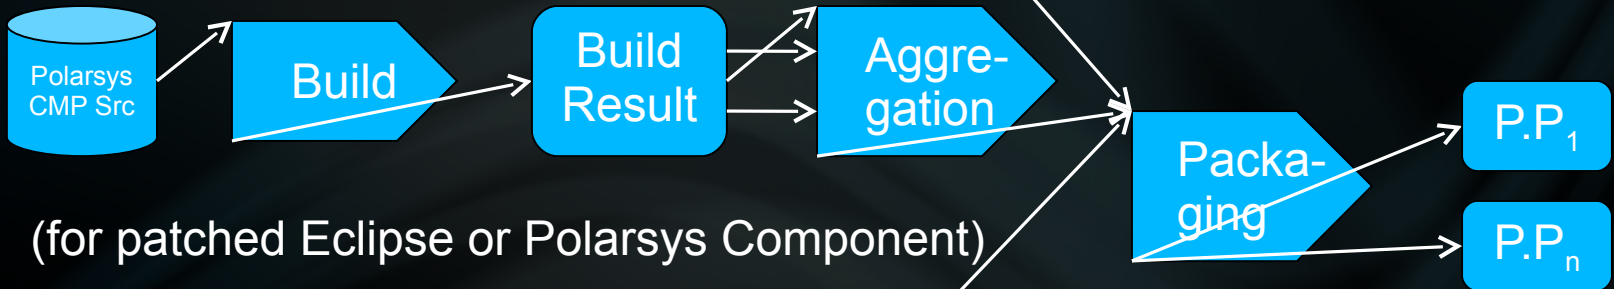 Polarsys
CMP Src
Build
Build
Result
Aggre-
gation
Packa-
ging
P.P1
P.Pn
(for patched Eclipse or Polarsys Component)